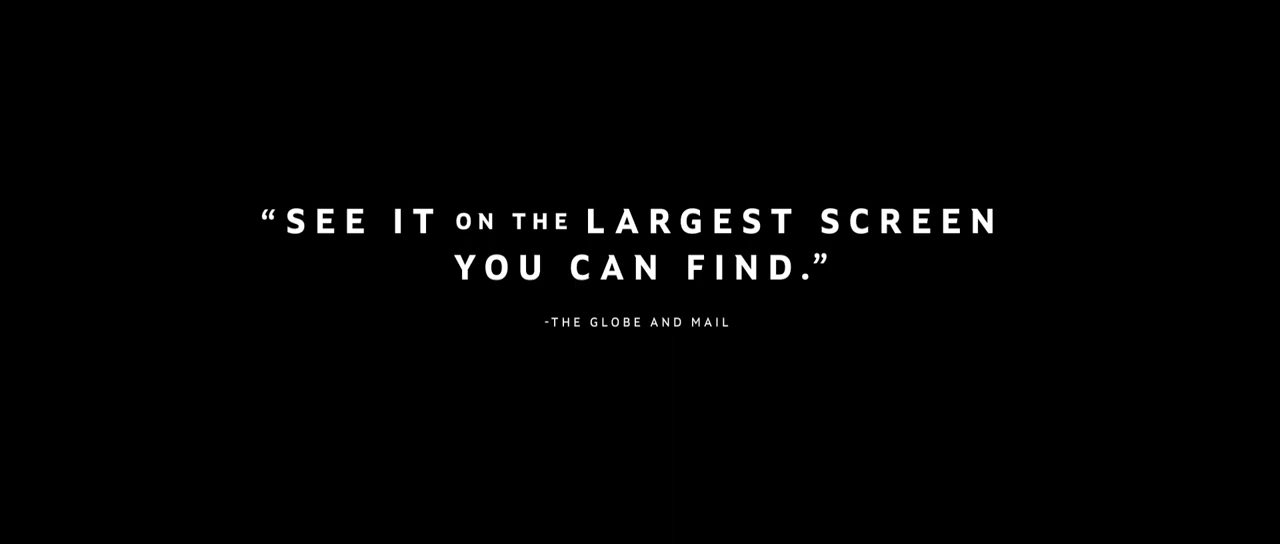 “SEE IT ON THE LARGEST SCREEN
YOU CAN FIND.”
-THE GLOBE AND MAIL